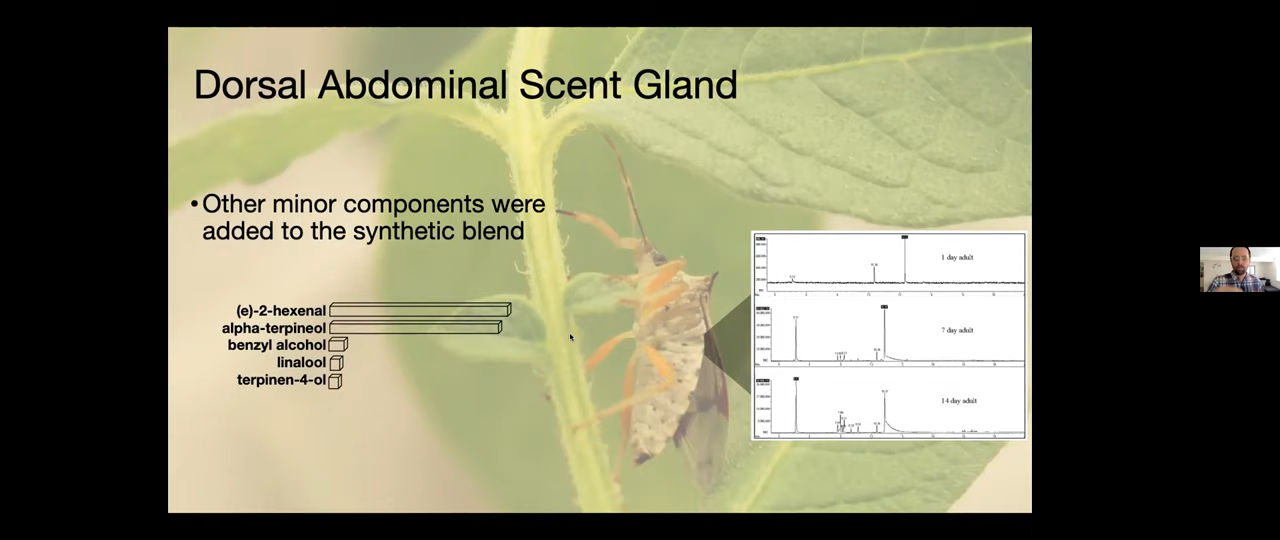 Dorsal Abdominal Scent Gland
•Other minor components were
added to the synthetic blend
(e)-2-hexenal
alpha-terpineol
benzyl alcohol
linalool
terpinen-4-ol
1 day adult
7 day adult
14 day adult